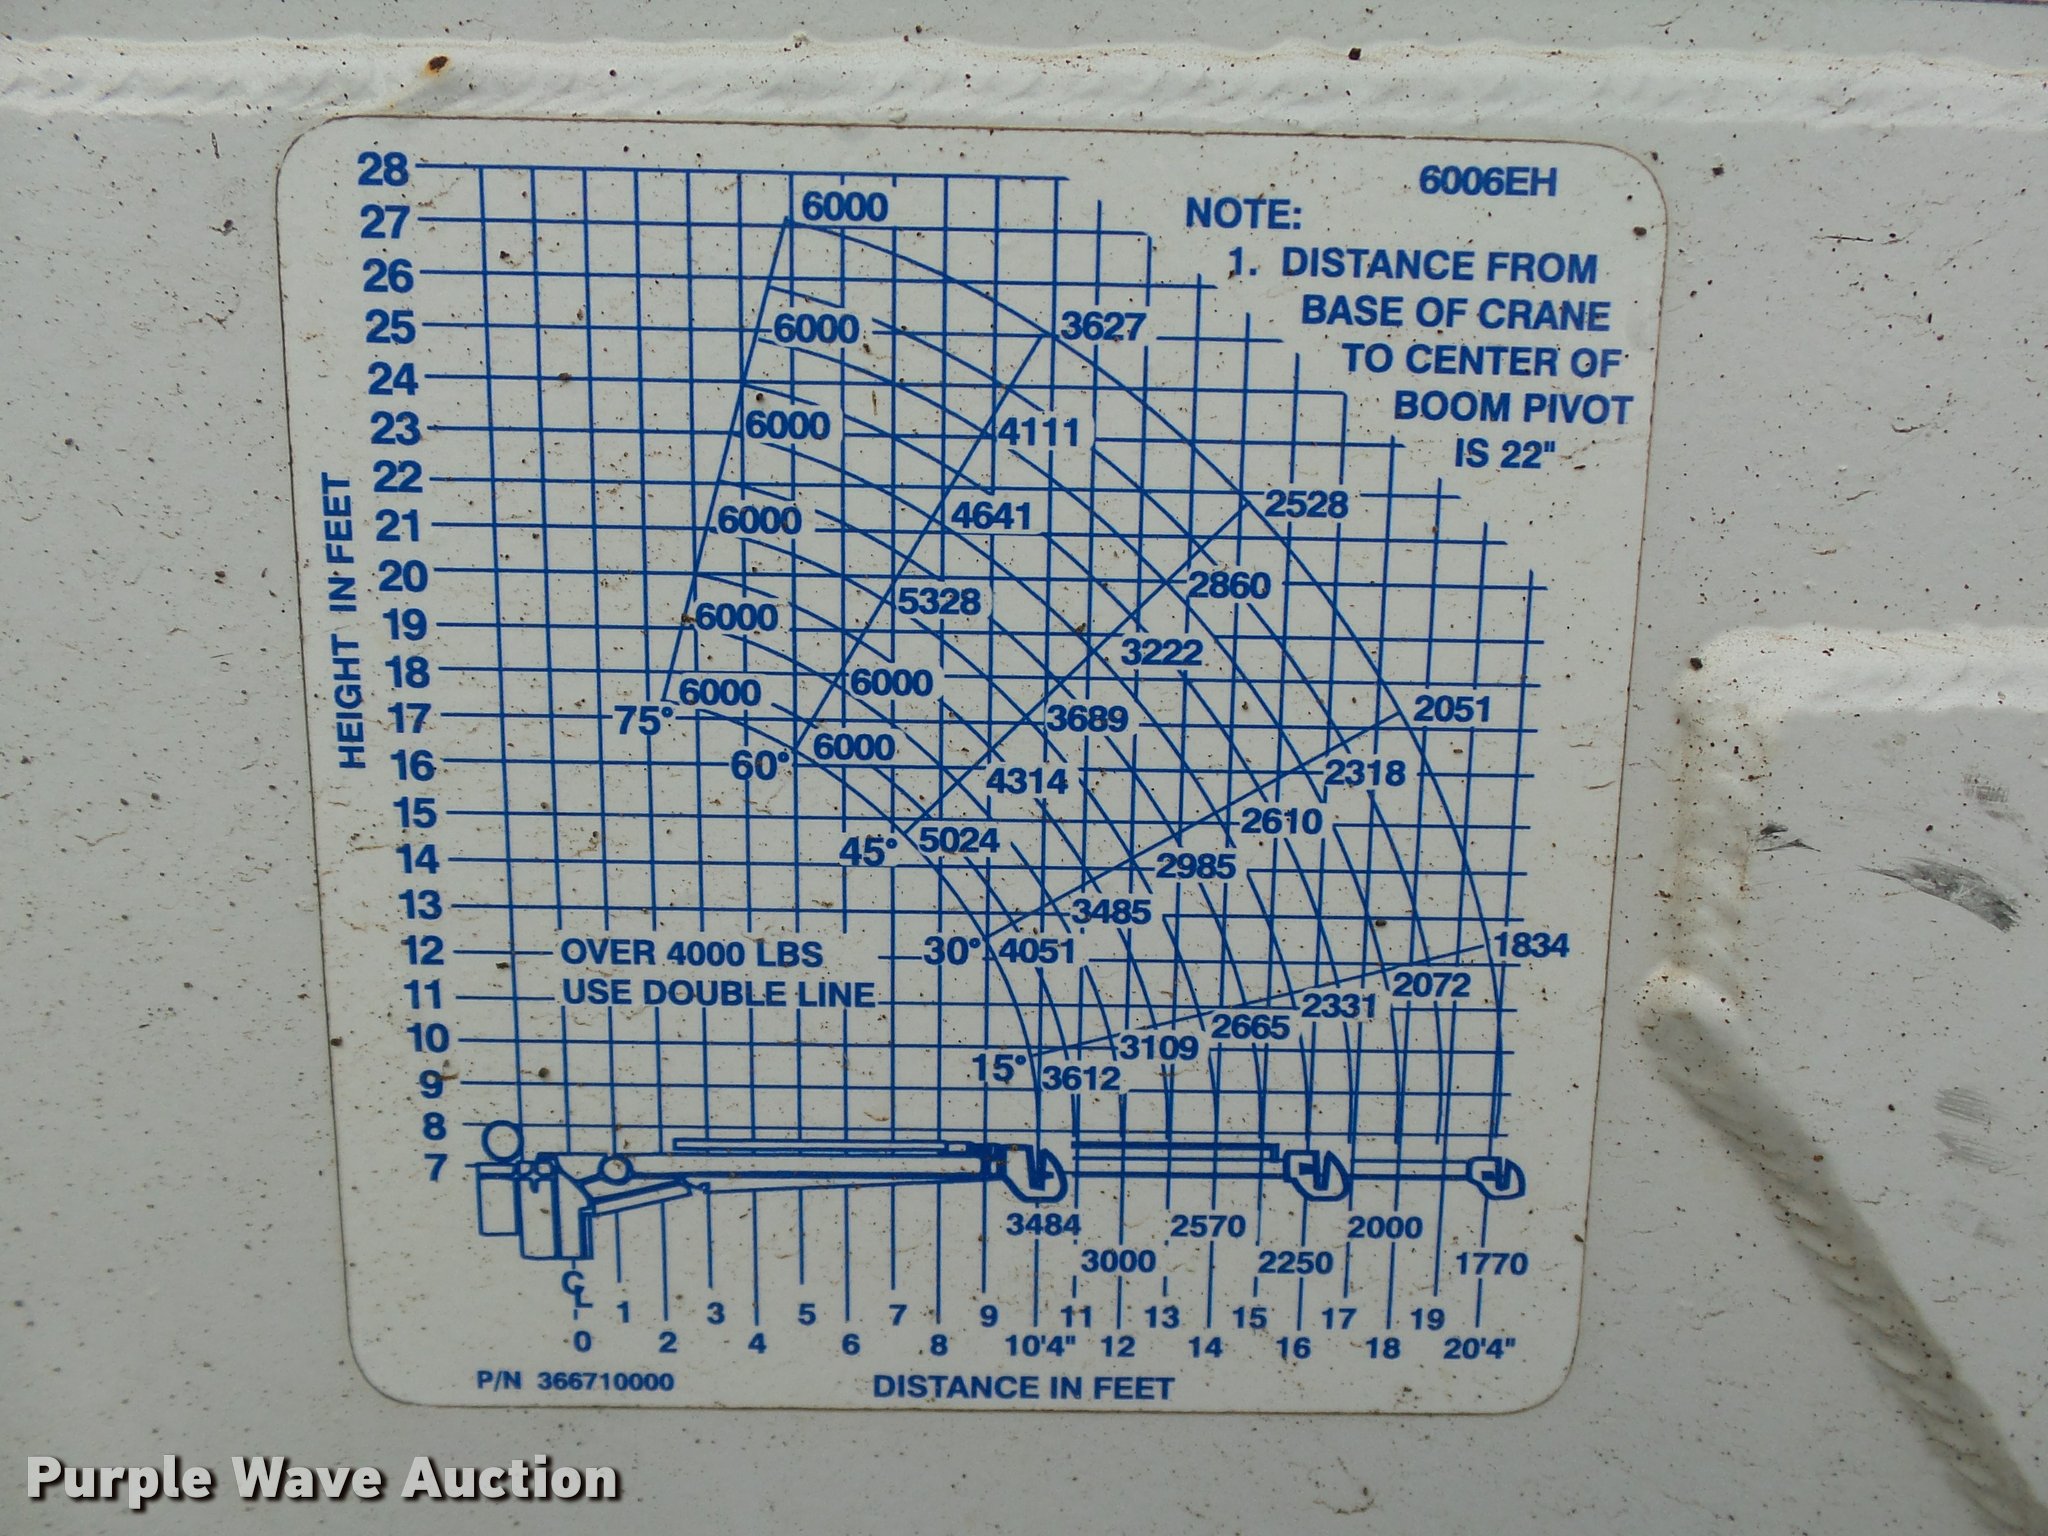 6006EH
NOTE:
1. DISTANCE FROM
BASE OF CRANE
TO CENTER OF
BOOM PIVOT
IS 22"
HEIGHT IN FEET
28
27
26
25
24
23
22
21
20
19
18
17
16
15
14
13
12
11
10
9
8
7
6000
6000 3627
6000 4111
6000 4641 2528
6000 5328 2860
6000 6000 3689 3222 2051
75°
60° 6000 4314 2318
45° 5024 2985 2610
30° 4051 3485 1834
15° 3612 3109 2665 2331 2072
OVER 4000 LBS
USE DOUBLE LINE
3484 2570 2000
3000 2250 1770
CL 1 3 5 7 9 11 13 15 17 19
0 2 4 6 8 10'4" 12 14 16 18 20'4"
P/N 366710000
DISTANCE IN FEET
Purple Wave Auction